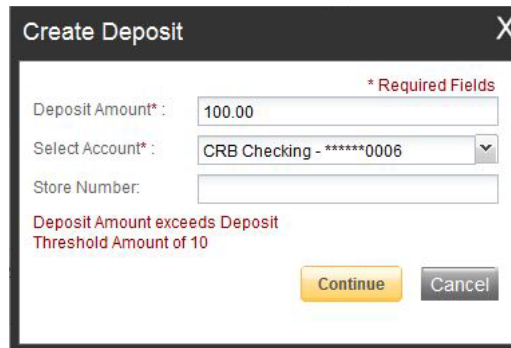 Create Deposit X
* Required Fields
Deposit Amount* : 100.00
Select Account* : CRB Checking - ******0006
Store Number:
Deposit Amount exceeds Deposit
Threshold Amount of 10
Continue Cancel